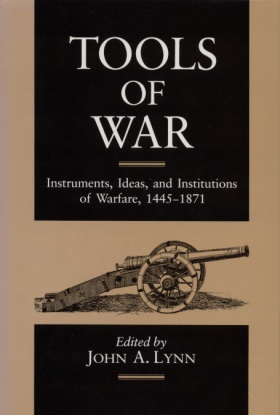 TOOLS
OF
WAR
Instruments, Ideas, and Institutions
of Warfare, 1445–1871
Edited by
JOHN A. LYNN